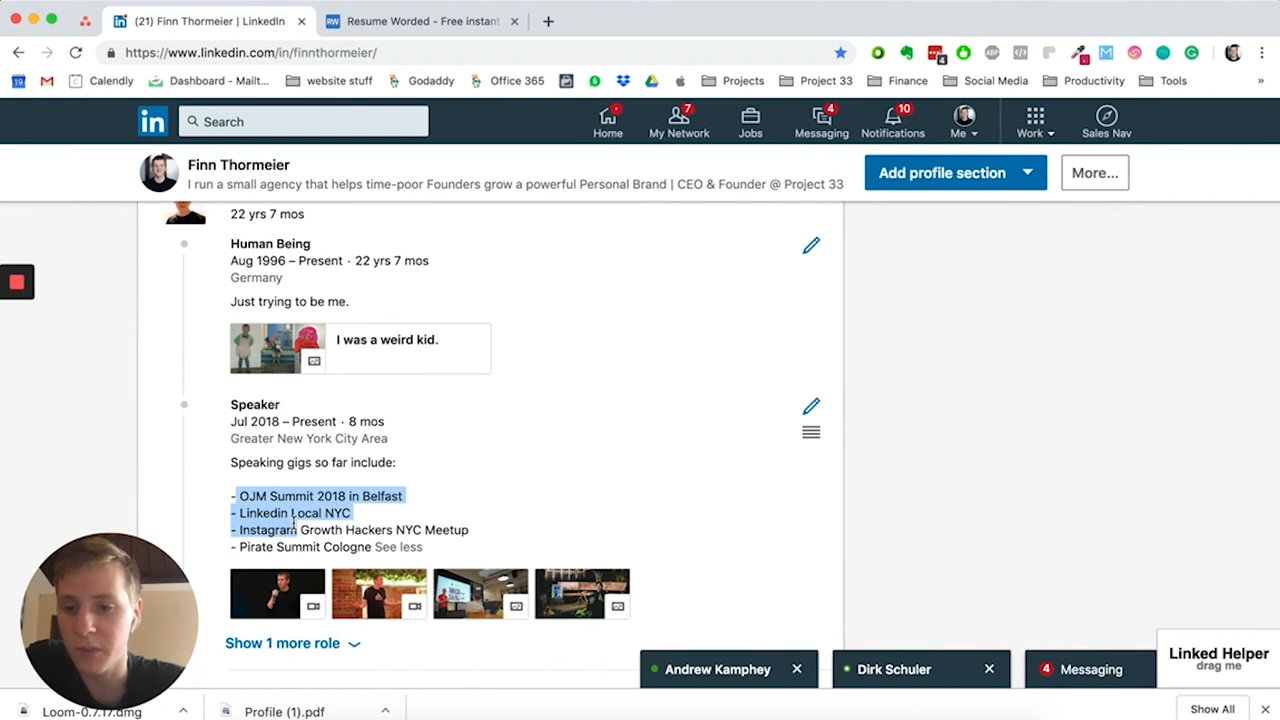 (21) Finn Thormeier | LinkedIn
Resume Worded - Free instant
https://www.linkedin.com/in/finnthormeier/
4
19
Calendly
Dashboard - Mailt...
website stuff
Godaddy
Office 365
Projects
Project 33
Finance
Social Media
Productivity
Tools
»
in
Search
Home
7
My Network
Jobs
4
Messaging
10
Notifications
Me
Work
Sales Nav
Finn Thormeier
I run a small agency that helps time-poor Founders grow a powerful Personal Brand | CEO & Founder @ Project 33
Add profile section
More...
22 yrs 7 mos
Human Being
Aug 1996 – Present · 22 yrs 7 mos
Germany
Just trying to be me.
I was a weird kid.
Speaker
Jul 2018 – Present · 8 mos
Greater New York City Area
Speaking gigs so far include:
- OJM Summit 2018 in Belfast
- Linkedin Local NYC
- Instagram Growth Hackers NYC Meetup
- Pirate Summit Cologne See less
Show 1 more role
Andrew Kamphey
Dirk Schuler
4 Messaging
Linked Helper
drag me
Loom-0.7.17.dmg
Profile (1).pdf
Show All